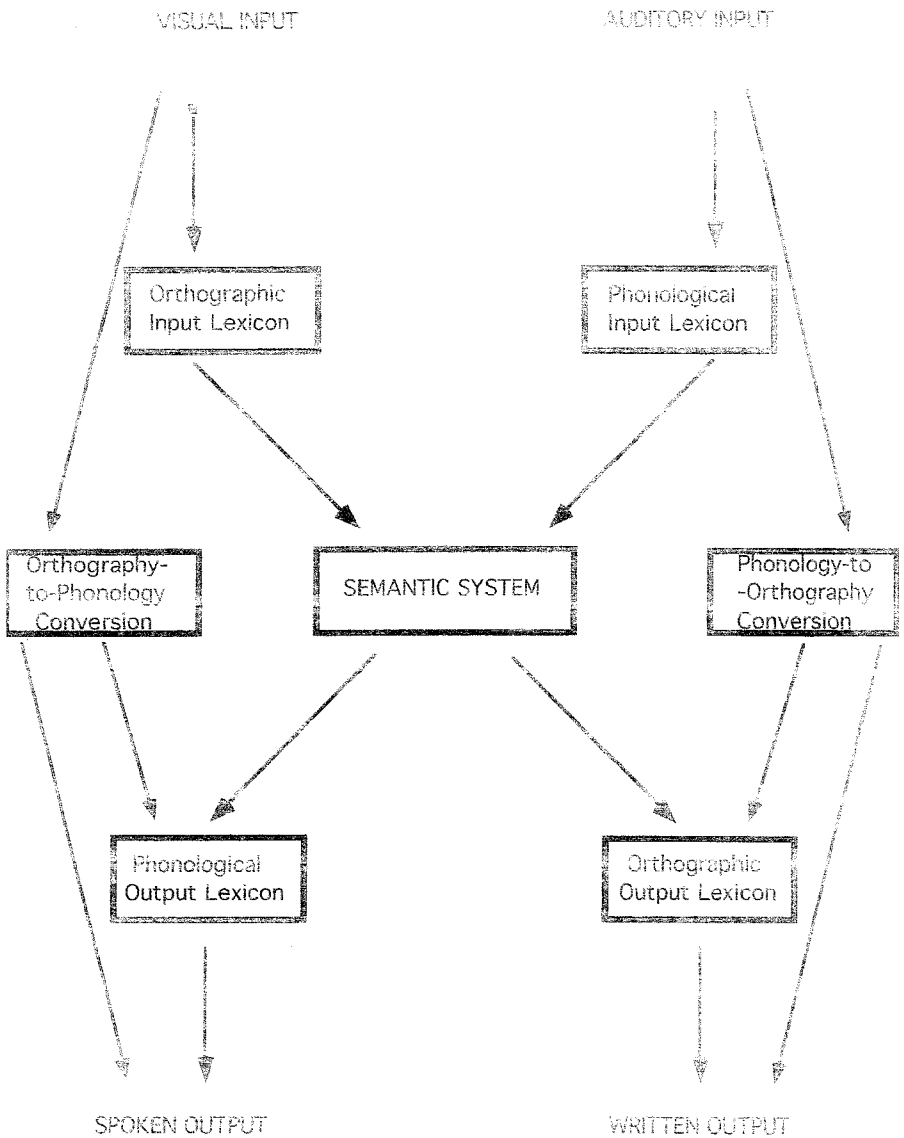 VISUAL INPUT
AUDITORY INPUT
Orthographic
Input Lexicon
Phonological
Input Lexicon
Orthography-
to-Phonology
Conversion
SEMANTIC SYSTEM
Phonology-to
-Orthography
Conversion
Phonological
Output Lexicon
Orthographic
Output Lexicon
SPOKEN OUTPUT
WRITTEN OUTPUT